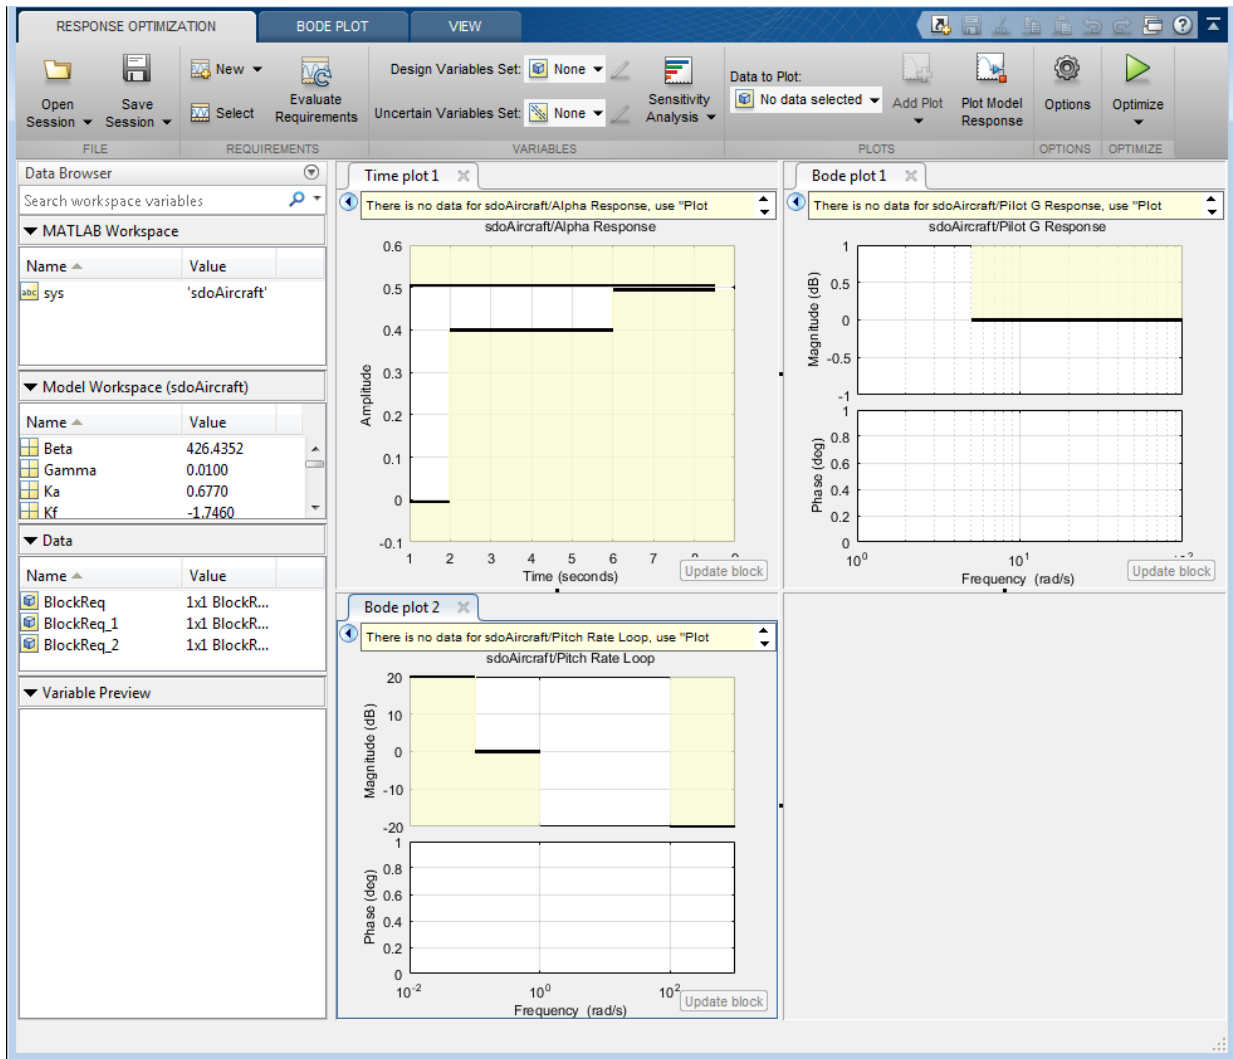 RESPONSE OPTIMIZATION BODE PLOT VIEW
Open Session Save Session New Select Evaluate Requirements
Design Variables Set: None
Uncertain Variables Set: None
Sensitivity Analysis
Data to Plot:
No data selected
Add Plot Plot Model Response Options Optimize
FILE REQUIREMENTS VARIABLES PLOTS OPTIONS OPTIMIZE
Data Browser
Search workspace variables
MATLAB Workspace
Name Value
abc sys 'sdoAircraft'
Model Workspace (sdoAircraft)
Name Value
Beta 426.4352
Gamma 0.0100
Ka 0.6770
Kf -1.7460
Data
Name Value
BlockReq 1x1 BlockR...
BlockReq_1 1x1 BlockR...
BlockReq_2 1x1 BlockR...
Variable Preview
Time plot 1
There is no data for sdoAircraft/Alpha Response, use "Plot
sdoAircraft/Alpha Response
0.6
0.5
0.4
0.3
0.2
0.1
0
-0.1
Amplitude
1 2 3 4 5 6 7
Time (seconds)
Update block
Bode plot 1
There is no data for sdoAircraft/Pilot G Response, use "Plot
sdoAircraft/Pilot G Response
1
0.5
0
-0.5
-1
Magnitude (dB)
1
0.8
0.6
0.4
0.2
0
Phase (deg)
10^0 10^1
Frequency (rad/s)
Update block
Bode plot 2
There is no data for sdoAircraft/Pitch Rate Loop, use "Plot
sdoAircraft/Pitch Rate Loop
20
10
0
-10
-20
Magnitude (dB)
1
0.8
0.6
0.4
0.2
0
Phase (deg)
10^-2 10^0 10^2
Frequency (rad/s)
Update block